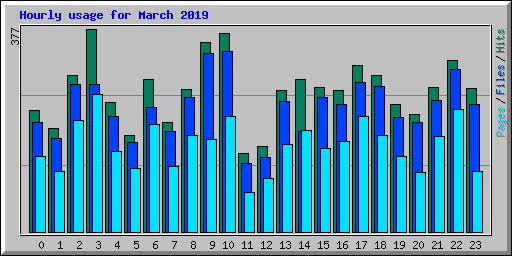 Hourly usage for March 2019
377
Pages/Files/Hits
0 1 2 3 4 5 6 7 8 9 10 11 12 13 14 15 16 17 18 19 20 21 22 23